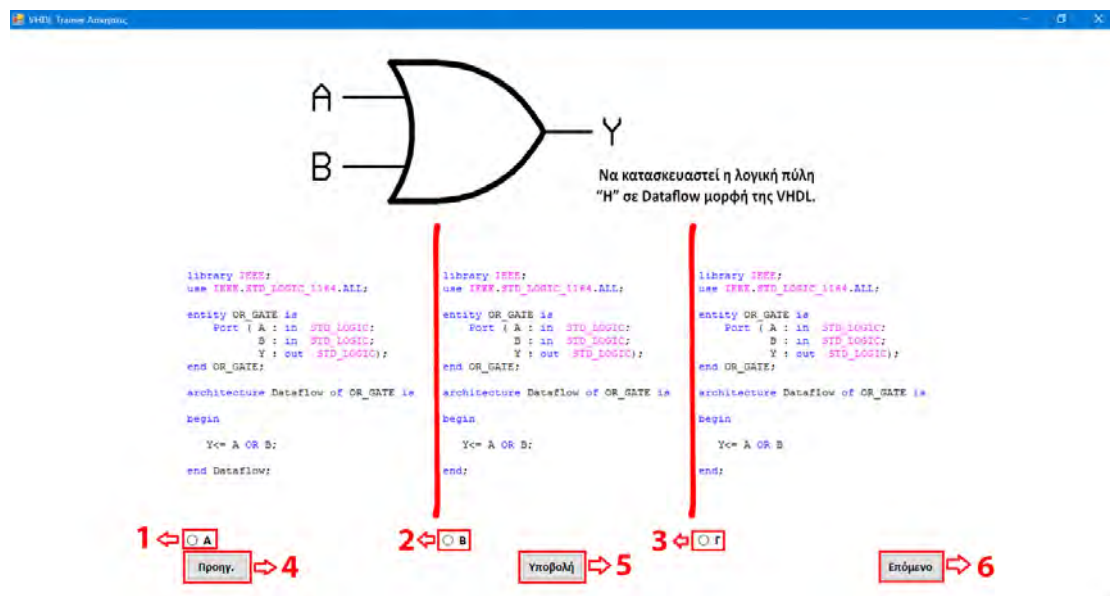 VHDL Trainer Ασκήσεις
A
B
Y
Να κατασκευαστεί η λογική πύλη
“Η” σε Dataflow μορφή της VHDL.
library IEEE;
use IEEE.STD_LOGIC_1164.ALL;
entity OR_GATE is
Port ( A : in STD_LOGIC;
B : in STD_LOGIC;
Y : out STD_LOGIC);
end OR_GATE;
architecture Dataflow of OR_GATE is
begin
Y<= A OR B;
end Dataflow;
library IEEE;
use IEEE.STD_LOGIC_1164.ALL;
entity OR_GATE is
Port ( A : in STD_LOGIC;
B : in STD_LOGIC;
Y : out STD_LOGIC);
end OR_GATE;
architecture Dataflow of OR_GATE is
begin
Y<= A OR B;
end;
library IEEE;
use IEEE.STD_LOGIC_1164.ALL;
entity OR_GATE is
Port ( A : in STD_LOGIC;
B : in STD_LOGIC;
Y : out STD_LOGIC);
end OR_GATE;
architecture Dataflow of OR_GATE is
begin
Y<= A OR B
end;
1 Α
2 Β
3 Γ
Προηγ. 4
Υποβολή 5
Επόμενο 6